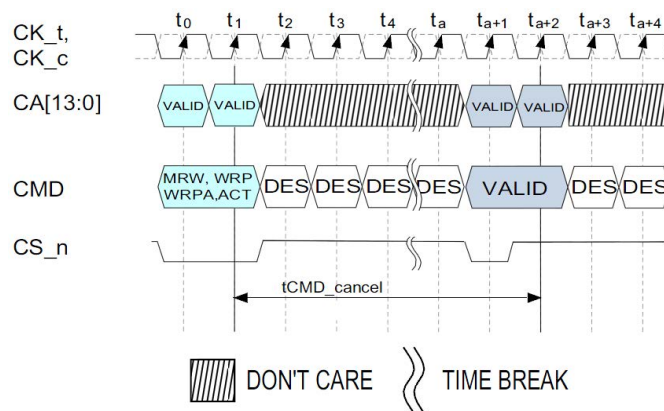 t0 t1 t2 t3 t4 ta ta+1 ta+2 ta+3 ta+4
CK_t,
CK_c
CA[13:0] VALID VALID VALID VALID
CMD MRW, WRP DES DES DES DES VALID DES DES
WRPA,ACT
CS_n
tCMD_cancel
DON'T CARE TIME BREAK